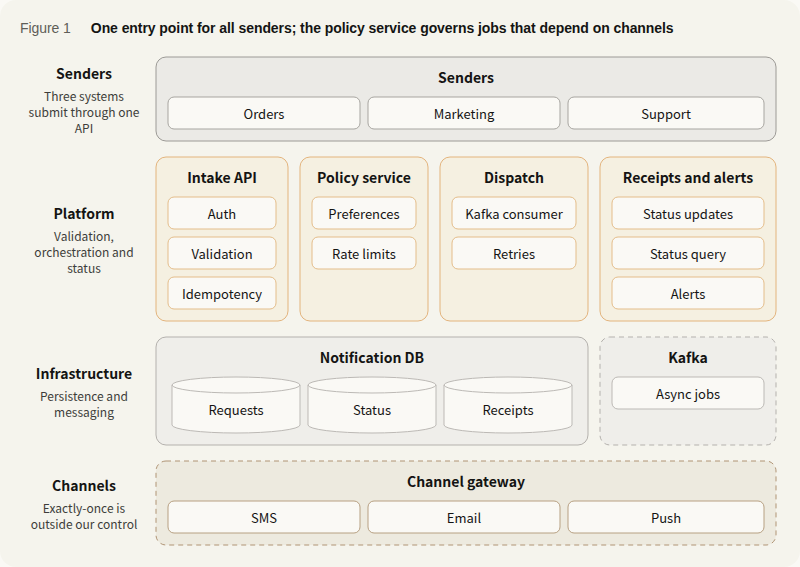 Figure 1 One entry point for all senders; the policy service governs jobs that depend on channels
Senders
Three systems
submit through one
API
Senders
Orders
Marketing
Support
Platform
Validation,
orchestration and
status
Intake API
Auth
Validation
Idempotency
Policy service
Preferences
Rate limits
Dispatch
Kafka consumer
Retries
Receipts and alerts
Status updates
Status query
Alerts
Infrastructure
Persistence and
messaging
Notification DB
Requests
Status
Receipts
Kafka
Async jobs
Channels
Exactly-once is
outside our control
Channel gateway
SMS
Email
Push